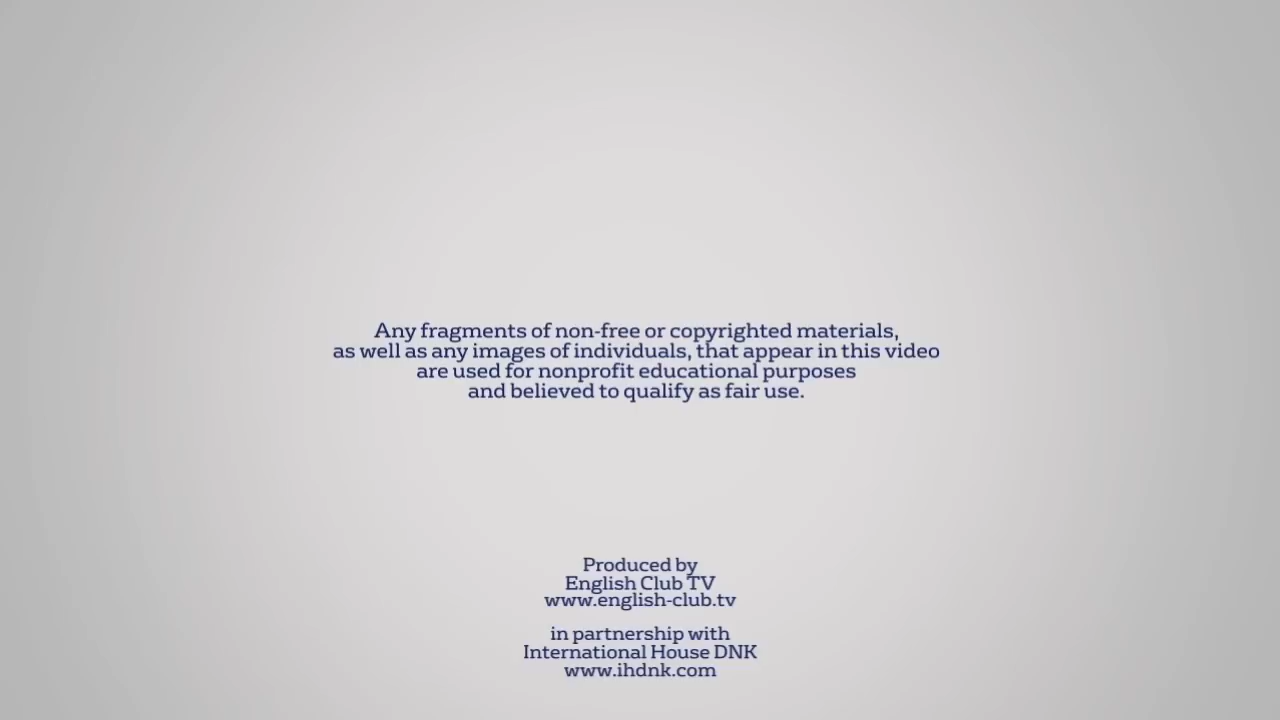 Any fragments of non-free or copyrighted materials,
as well as any images of individuals, that appear in this video
are used for nonprofit educational purposes
and believed to qualify as fair use.
Produced by
English Club TV
www.english-club.tv
in partnership with
International House DNK
www.ihdnk.com